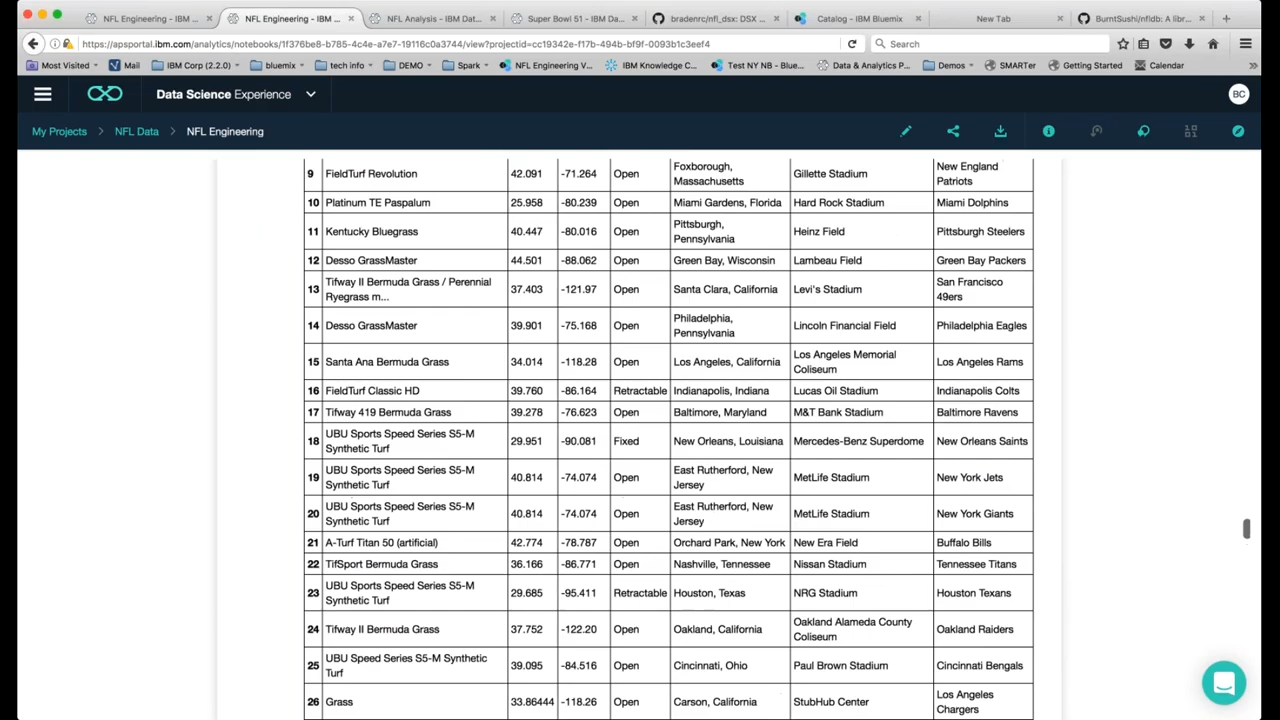 NFL Engineering - IBM ... × NFL Engineering - IBM ... × NFL Analysis - IBM Dat... × Super Bowl 51 - IBM Da... × bradenrc/nfl_dsx: DSX ... × Catalog - IBM Bluemix × New Tab × BurntSushi/nfldb: A libr... × +
https://apsportal.ibm.com/analytics/notebooks/1f376be8-b785-4c4e-a7e7-19116c0a3744/view?projectid=cc19342e-f17b-494b-bf9f-0093b1c3eef4 Search
Most Visited Mail IBM Corp (2.2.0) bluemix tech info DEMO Spark NFL Engineering V... IBM Knowledge C... Test NY NB - Blue... Data & Analytics P... Demos SMARTer Getting Started Calendar
Data Science Experience BC
My Projects > NFL Data > NFL Engineering
9 FieldTurf Revolution 42.091 -71.264 Open Foxborough, Massachusetts Gillette Stadium New England Patriots
10 Platinum TE Paspalum 25.958 -80.239 Open Miami Gardens, Florida Hard Rock Stadium Miami Dolphins
11 Kentucky Bluegrass 40.447 -80.016 Open Pittsburgh, Pennsylvania Heinz Field Pittsburgh Steelers
12 Desso GrassMaster 44.501 -88.062 Open Green Bay, Wisconsin Lambeau Field Green Bay Packers
13 Tifway II Bermuda Grass / Perennial Ryegrass m... 37.403 -121.97 Open Santa Clara, California Levi's Stadium San Francisco 49ers
14 Desso GrassMaster 39.901 -75.168 Open Philadelphia, Pennsylvania Lincoln Financial Field Philadelphia Eagles
15 Santa Ana Bermuda Grass 34.014 -118.28 Open Los Angeles, California Los Angeles Memorial Coliseum Los Angeles Rams
16 FieldTurf Classic HD 39.760 -86.164 Retractable Indianapolis, Indiana Lucas Oil Stadium Indianapolis Colts
17 Tifway 419 Bermuda Grass 39.278 -76.623 Open Baltimore, Maryland M&T Bank Stadium Baltimore Ravens
18 UBU Sports Speed Series S5-M Synthetic Turf 29.951 -90.081 Fixed New Orleans, Louisiana Mercedes-Benz Superdome New Orleans Saints
19 UBU Sports Speed Series S5-M Synthetic Turf 40.814 -74.074 Open East Rutherford, New Jersey MetLife Stadium New York Jets
20 UBU Sports Speed Series S5-M Synthetic Turf 40.814 -74.074 Open East Rutherford, New Jersey MetLife Stadium New York Giants
21 A-Turf Titan 50 (artificial) 42.774 -78.787 Open Orchard Park, New York New Era Field Buffalo Bills
22 TifSport Bermuda Grass 36.166 -86.771 Open Nashville, Tennessee Nissan Stadium Tennessee Titans
23 UBU Sports Speed Series S5-M Synthetic Turf 29.685 -95.411 Retractable Houston, Texas NRG Stadium Houston Texans
24 Tifway II Bermuda Grass 37.752 -122.20 Open Oakland, California Oakland Alameda County Coliseum Oakland Raiders
25 UBU Speed Series S5-M Synthetic Turf 39.095 -84.516 Open Cincinnati, Ohio Paul Brown Stadium Cincinnati Bengals
26 Grass 33.86444 -118.26 Open Carson, California StubHub Center Los Angeles Chargers